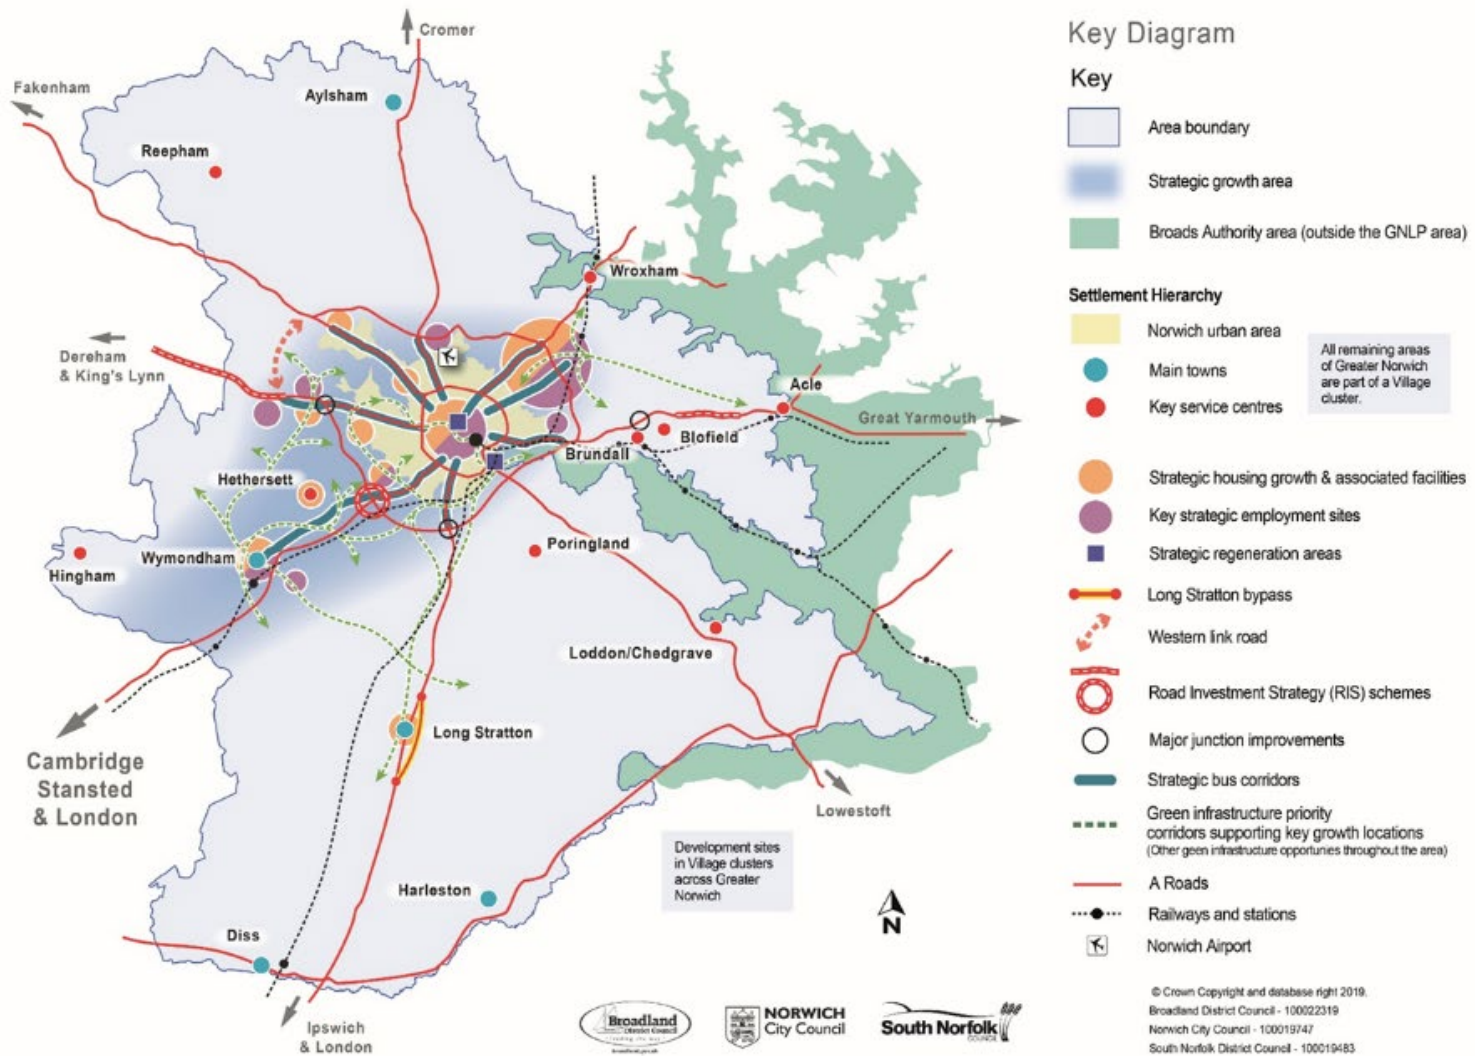 Cromer
Fakenham
Aylsham
Reepham
Wroxham
Dereham
& King's Lynn
Acle
Great Yarmouth
Blofield
Brundall
Hethersett
Wymondham
Hingham
Poringland
Loddon/Chedgrave
Long Stratton
Cambridge
Stansted
& London
Lowestoft
Development sites
in Village clusters
across Greater
Norwich
Harleston
Diss
Ipswich
& London
N
Broadland
District Council
NORWICH
City Council
South Norfolk
COUNCIL
Key Diagram
Key
Area boundary
Strategic growth area
Broads Authority area (outside the GNLP area)
Settlement Hierarchy
Norwich urban area
Main towns
Key service centres
All remaining areas
of Greater Norwich
are part of a Village
cluster.
Strategic housing growth & associated facilities
Key strategic employment sites
Strategic regeneration areas
Long Stratton bypass
Western link road
Road Investment Strategy (RIS) schemes
Major junction improvements
Strategic bus corridors
Green infrastructure priority
corridors supporting key growth locations
(Other geen infrastructure opportunies throughout the area)
A Roads
Railways and stations
Norwich Airport
© Crown Copyright and database right 2019.
Broadland District Council - 100022319
Norwich City Council - 100019747
South Norfolk District Council - 100019483